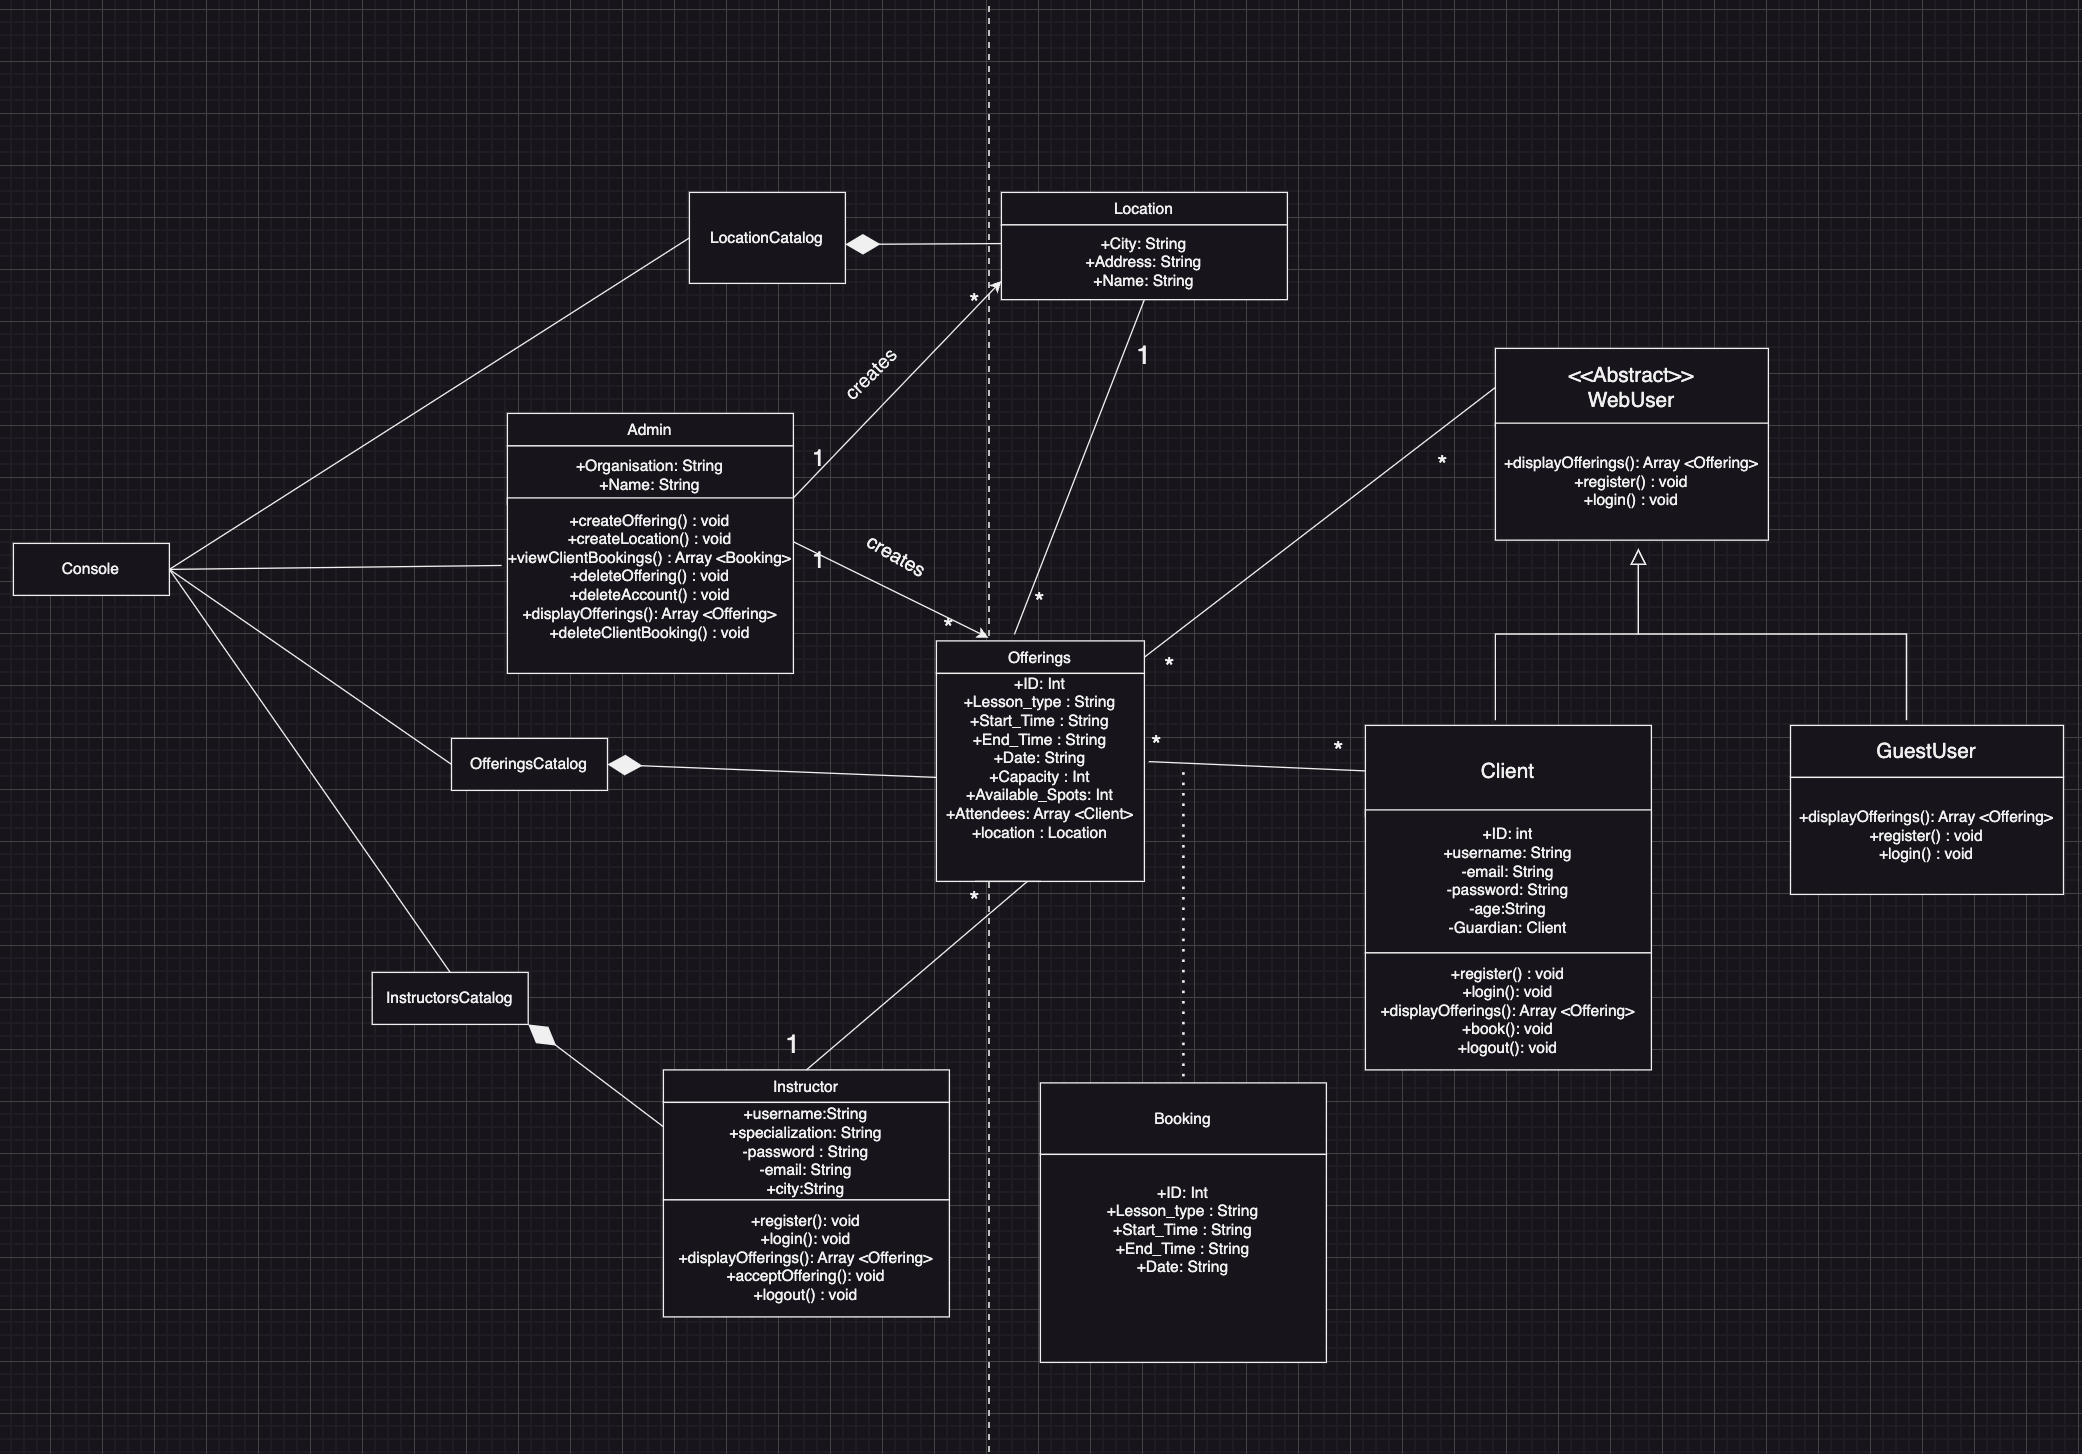 LocationCatalog
Location
+City: String
+Address: String
+Name: String
*
creates
1
1
<<Abstract>>
WebUser
+displayOfferings(): Array <Offering>
+register() : void
+login() : void
*
Admin
+Organisation: String
+Name: String
+createOffering() : void
+createLocation() : void
+viewClientBookings() : Array <Booking>
+deleteOffering() : void
+deleteAccount() : void
+displayOfferings(): Array <Offering>
+deleteClientBooking() : void
1
creates
*
*
Console
Offerings
+ID: Int
+Lesson_type : String
+Start_Time : String
+End_Time : String
+Date: String
+Capacity : Int
+Available_Spots: Int
+Attendees: Array <Client>
+location : Location
*
*
*
*
OfferingsCatalog
Client
+ID: int
+username: String
-email: String
-password: String
-age:String
-Guardian: Client
+register() : void
+login(): void
+displayOfferings(): Array <Offering>
+book(): void
+logout(): void
GuestUser
+displayOfferings(): Array <Offering>
+register() : void
+login() : void
InstructorsCatalog
1
Instructor
+username:String
+specialization: String
-password : String
-email: String
+city:String
+register(): void
+login(): void
+displayOfferings(): Array <Offering>
+acceptOffering(): void
+logout() : void
Booking
+ID: Int
+Lesson_type : String
+Start_Time : String
+End_Time : String
+Date: String